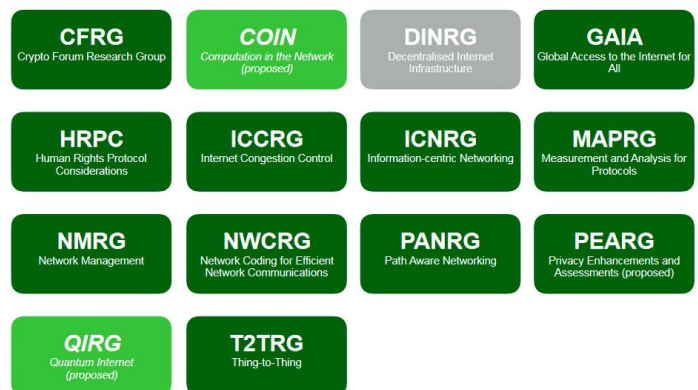 CFRG
Crypto Forum Research Group
COIN
Computation in the Network
(proposed)
DINRG
Decentralised Internet
Infrastructure
GAIA
Global Access to the Internet for
All
HRPC
Human Rights Protocol
Considerations
ICCRG
Internet Congestion Control
ICNRG
Information-centric Networking
MAPRG
Measurement and Analysis for
Protocols
NMRG
Network Management
NWCRG
Network Coding for Efficient
Network Communications
PANRG
Path Aware Networking
PEARG
Privacy Enhancements and
Assessments (proposed)
QIRG
Quantum Internet
(proposed)
T2TRG
Thing-to-Thing